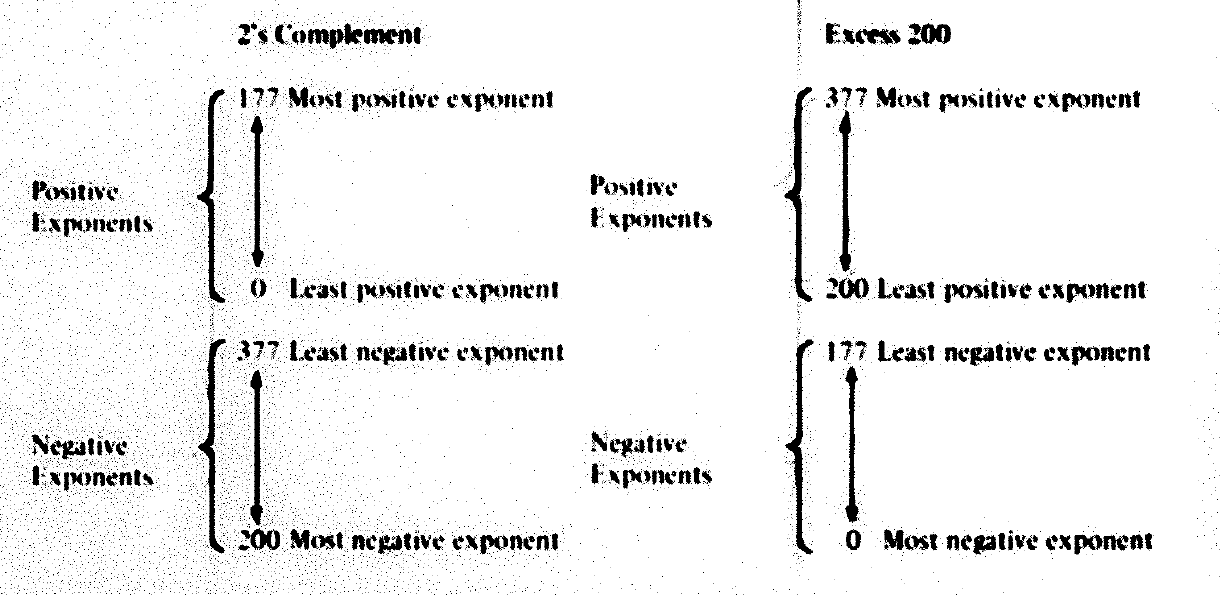 2's Complement
177 Most positive exponent
Positive
Exponents
0 Least positive exponent
377 Least negative exponent
Negative
Exponents
200 Most negative exponent
Excess 200
377 Most positive exponent
Positive
Exponents
200 Least positive exponent
177 Least negative exponent
Negative
Exponents
0 Most negative exponent